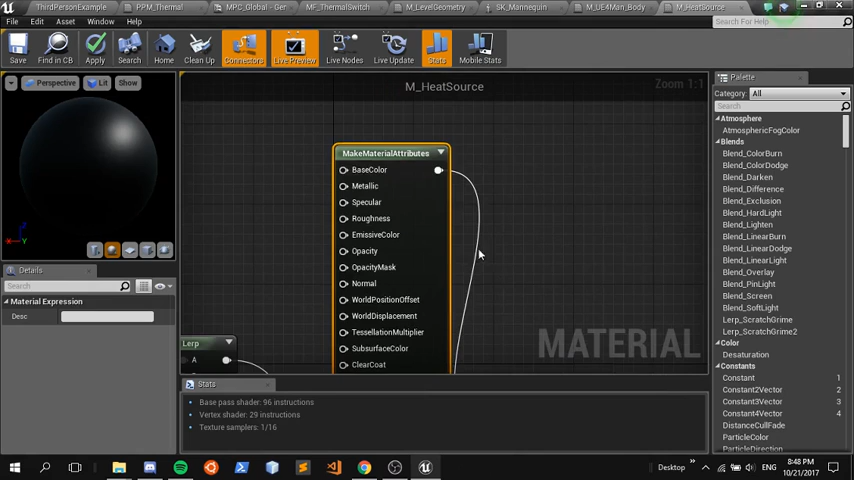 ThirdPersonExample
PPM_Thermal
MPC_Global - Gen
MF_ThermalSwitch
M_LevelGeometry
SK_Mannequin
M_UE4Man_Body
M_HeatSource
File
Edit
Asset
Window
Help
Search For Help
Save
Find in CB
Apply
Search
Home
Clean Up
Connectors
Live Preview
Live Nodes
Live Update
Stats
Mobile Stats
Perspective
Lit
Show
M_HeatSource
Zoom 1:1
Palette
Category: All
Search
Atmosphere
AtmosphericFogColor
Blends
Blend_ColorBurn
Blend_ColorDodge
Blend_Darken
Blend_Difference
Blend_Exclusion
Blend_HardLight
Blend_LinearBurn
Blend_LinearDodge
Blend_LinearLight
Blend_Overlay
Blend_PinLight
Blend_Screen
Blend_SoftLight
Lerp_ScratchGrime
Lerp_ScratchGrime2
Color
Desaturation
Constants
Constant 1
Constant2Vector 2
Constant3Vector 3
Constant4Vector 4
DistanceCullFade
ParticleColor
MakeMaterialAttributes
BaseColor
Metallic
Specular
Roughness
EmissiveColor
Opacity
OpacityMask
Normal
WorldPositionOffset
WorldDisplacement
TessellationMultiplier
SubsurfaceColor
ClearCoat
Lerp
A
MATERIAL
Details
Search
Material Expression
Desc
Stats
Base pass shader: 96 instructions
Vertex shader: 29 instructions
Texture samplers: 1/16
Desktop
ENG
8:48 PM
10/21/2017